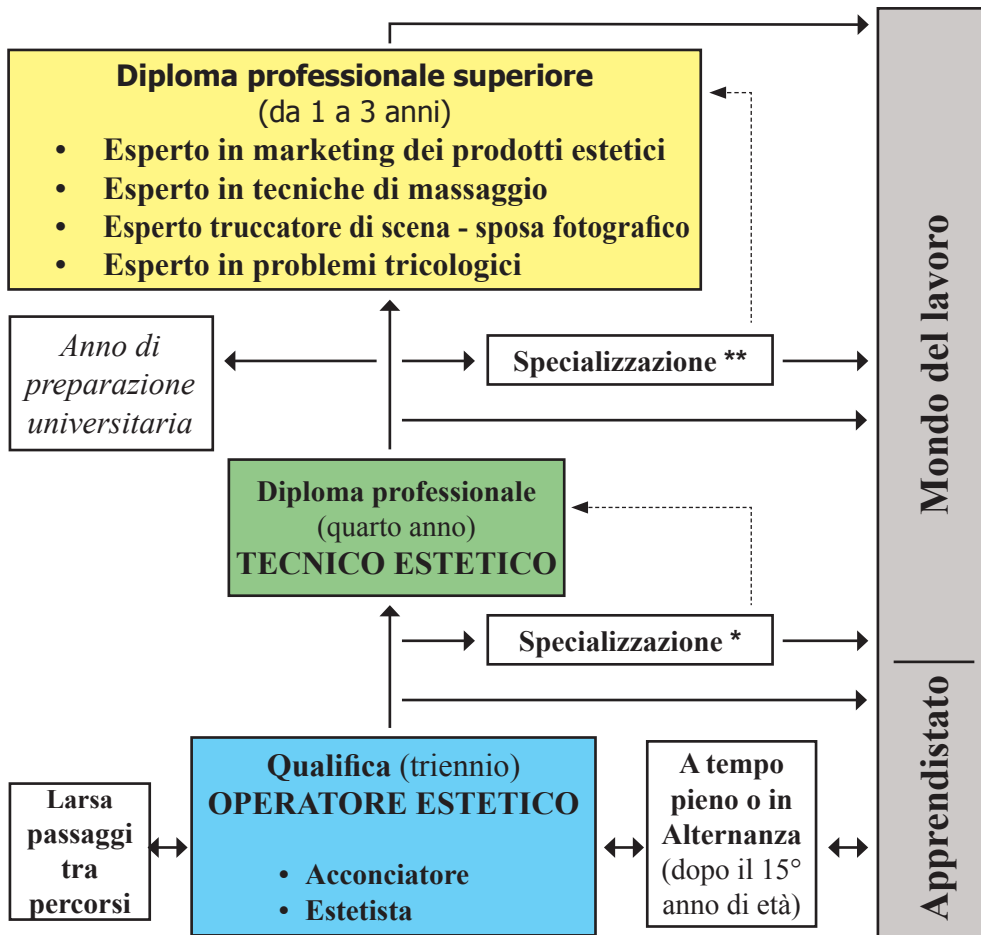 Diploma professionale superiore
(da 1 a 3 anni)
• Esperto in marketing dei prodotti estetici
• Esperto in tecniche di massaggio
• Esperto truccatore di scena - sposa fotografico
• Esperto in problemi tricologici
Anno di
preparazione
universitaria
Specializzazione **
Diploma professionale
(quarto anno)
TECNICO ESTETICO
Specializzazione *
Larsa
passaggi
tra
percorsi
Qualifica (triennio)
OPERATORE ESTETICO
• Acconciatore
• Estetista
A tempo
pieno o in
Alternanza
(dopo il 15°
anno di età)
Mondo del lavoro
Apprendistato